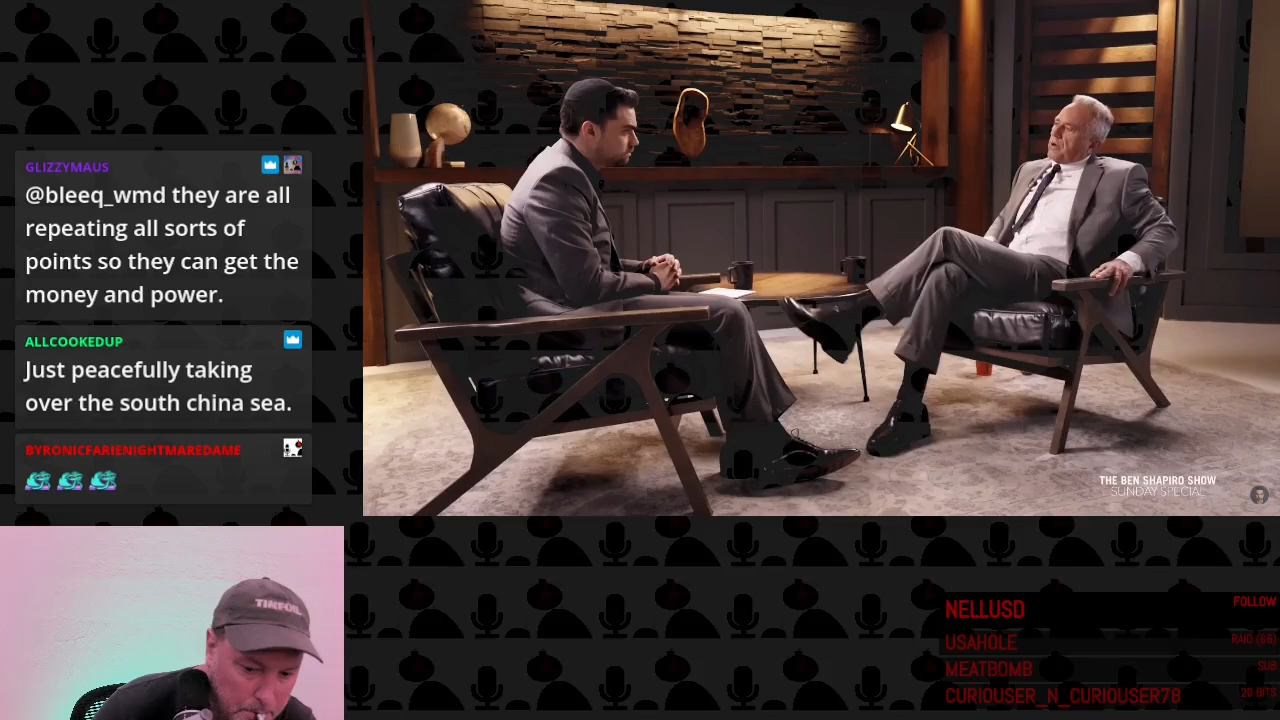 GLIZZYMAUS
@bleeq_wmd they are all
repeating all sorts of
points so they can get the
money and power.
ALLCOOKEDUP
Just peacefully taking
over the south china sea.
BYRONICFARIENIGHTMAREDAME
THE BEN SHAPIRO SHOW
SUNDAY SPECIAL
TINFOIL
NELLUSD
FOLLOW
USAHOLE
RAID (68)
MEATBOMB
SUB
CURIOUSER_N_CURIOUSER78
20 BITS